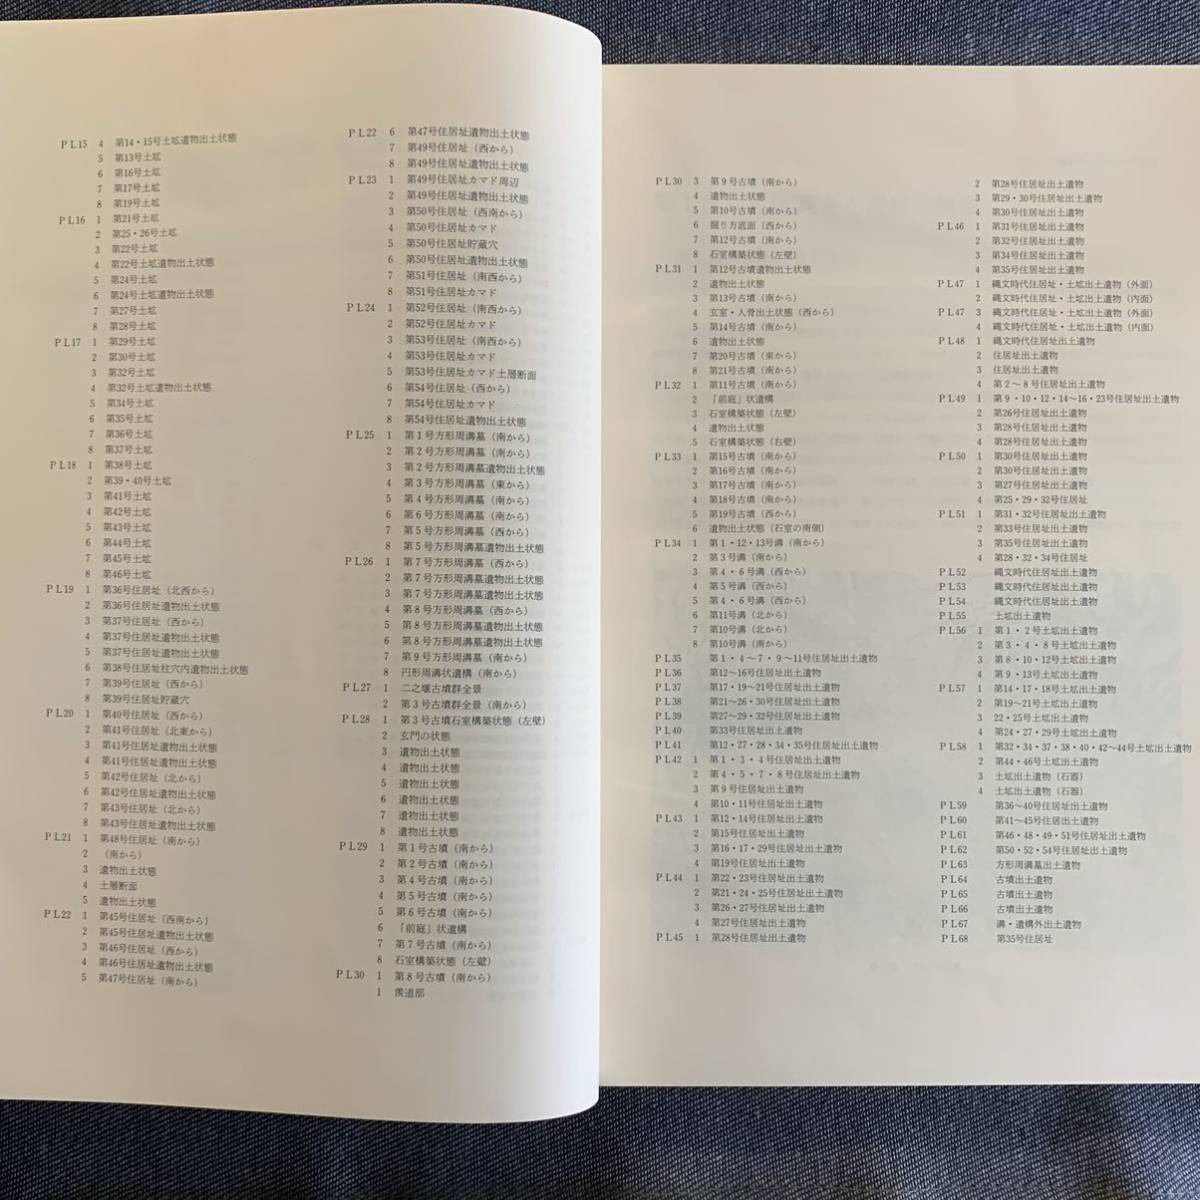 PL15 4 第14・15号土坑遺物出土状態
5 第13号土坑
6 第16号土坑
7 第17号土坑
8 第19号土坑
PL16 1 第21号土坑
2 第25・26号土坑
3 第22号土坑
4 第22号土坑遺物出土状態
5 第24号土坑
6 第24号土坑遺物出土状態
7 第27号土坑
8 第28号土坑
PL17 1 第29号土坑
2 第30号土坑
3 第32号土坑
4 第32号土坑遺物出土状態
5 第34号土坑
6 第35号土坑
7 第36号土坑
8 第37号土坑
PL18 1 第38号土坑
2 第39・40号土坑
3 第41号土坑
4 第42号土坑
5 第43号土坑
6 第44号土坑
7 第45号土坑
8 第46号土坑
PL19 1 第36号住居址（北西から）
2 第36号住居址遺物出土状態
3 第37号住居址（西から）
4 第37号住居址遺物出土状態
5 第37号住居址遺物出土状態
6 第38号住居址柱穴内遺物出土状態
7 第39号住居址（西から）
8 第39号住居址貯蔵穴
PL20 1 第40号住居址（西から）
2 第41号住居址（北東から）
3 第41号住居址遺物出土状態
4 第41号住居址遺物出土状態
5 第42号住居址（北から）
6 第42号住居址遺物出土状態
7 第43号住居址（北から）
8 第43号住居址遺物出土状態
PL21 1 第48号住居址（南から）
2 （南から）
3 遺物出土状態
4 土層断面
5 遺物出土状態
PL22 1 第45号住居址（西南から）
2 第45号住居址遺物出土状態
3 第46号住居址（西から）
4 第46号住居址遺物出土状態
5 第47号住居址（南から）
PL22 6 第47号住居址遺物出土状態
7 第49号住居址（西から）
8 第49号住居址遺物出土状態
PL23 1 第49号住居址カマド周辺
2 第49号住居址遺物出土状態
3 第50号住居址（西南から）
4 第50号住居址カマド
5 第50号住居址貯蔵穴
6 第50号住居址遺物出土状態
7 第51号住居址（南西から）
8 第51号住居址カマド
PL24 1 第52号住居址（南西から）
2 第52号住居址カマド
3 第53号住居址（南西から）
4 第53号住居址カマド
5 第53号住居址カマド土層断面
6 第54号住居址（西から）
7 第54号住居址カマド
8 第54号住居址遺物出土状態
PL25 1 第1号方形周溝墓（南から）
2 第2号方形周溝墓（南から）
3 第2号方形周溝墓遺物出土状態
4 第3号方形周溝墓（東から）
5 第4号方形周溝墓（南から）
6 第6号方形周溝墓（南から）
7 第5号方形周溝墓（西から）
8 第5号方形周溝墓遺物出土状態
PL26 1 第7号方形周溝墓（西から）
2 第7号方形周溝墓遺物出土状態
3 第7号方形周溝墓遺物出土状態
4 第8号方形周溝墓（西から）
5 第8号方形周溝墓遺物出土状態
6 第8号方形周溝墓遺物出土状態
7 第9号方形周溝墓（南から）
8 円形周溝状遺構（南から）
PL27 1 二之堰古墳群全景
2 第3号古墳群全景（南から）
PL28 1 第3号古墳石室構築状態（左壁）
2 玄門の状態
3 遺物出土状態
4 遺物出土状態
5 遺物出土状態
6 遺物出土状態
7 遺物出土状態
8 遺物出土状態
PL29 1 第1号古墳（南から）
2 第2号古墳（南から）
3 第4号古墳（南から）
4 第5号古墳（南から）
5 第6号古墳（南から）
6 「前庭」状遺構
7 第7号古墳（南から）
8 石室構築状態（左壁）
PL30 1 第8号古墳（南から）
1 羨道部
PL30 3 第9号古墳（南から）
4 遺物出土状態
5 第10号古墳（南から）
6 掘り方底面（西から）
7 第12号古墳（南から）
8 石室構築状態（左壁）
PL31 1 第12号古墳遺物出土状態
2 遺物出土状態
3 第13号古墳（南から）
4 玄室・人骨出土状態（西から）
5 第14号古墳（南から）
6 遺物出土状態
7 第20号古墳（東から）
8 第21号古墳（南から）
PL32 1 第11号古墳（南から）
2 「前庭」状遺構
3 石室構築状態（左壁）
4 遺物出土状態
5 石室構築状態（右壁）
PL33 1 第15号古墳（南から）
2 第16号古墳（南から）
3 第17号古墳（南から）
4 第18号古墳（南から）
5 第19号古墳（西から）
6 遺物出土状態（石室の南側）
PL34 1 第1・12・13号溝（南から）
2 第3号溝（南から）
3 第4・6号溝（西から）
4 第5号溝（西から）
5 第4・6号溝（西から）
6 第11号溝（北から）
7 第10号溝（北から）
8 第10号溝（南から）
PL35 第1・4～7・9～11号住居址出土遺物
PL36 第12～16号住居址出土遺物
PL37 第17・19～21号住居址出土遺物
PL38 第21～26・30号住居址出土遺物
PL39 第27～29・32号住居址出土遺物
PL40 第33号住居址出土遺物
PL41 第12・27・28・34・35号住居址出土遺物
PL42 1 第1・3・4号住居址出土遺物
2 第4・5・7・8号住居址出土遺物
3 第9号住居址出土遺物
4 第10・11号住居址出土遺物
PL43 1 第12・14号住居址出土遺物
2 第15号住居址出土遺物
3 第16・17・29号住居址出土遺物
4 第19号住居址出土遺物
PL44 1 第22・23号住居址出土遺物
2 第21・24・25号住居址出土遺物
3 第26・27号住居址出土遺物
4 第27号住居址出土遺物
PL45 1 第28号住居址出土遺物
2 第28号住居址出土遺物
3 第29・30号住居址出土遺物
4 第30号住居址出土遺物
PL46 1 第31号住居址出土遺物
2 第32号住居址出土遺物
3 第34号住居址出土遺物
4 第35号住居址出土遺物
PL47 1 縄文時代住居址・土坑出土遺物（外面）
2 縄文時代住居址・土坑出土遺物（内面）
PL47 3 縄文時代住居址・土坑出土遺物（外面）
4 縄文時代住居址・土坑出土遺物（内面）
PL48 1 縄文時代住居址出土遺物
2 住居址出土遺物
3 住居址出土遺物
4 第2～8号住居址出土遺物
PL49 1 第9・10・12・14～16・23号住居址出土遺物
2 第26号住居址出土遺物
3 第28号住居址出土遺物
4 第28号住居址出土遺物
PL50 1 第30号住居址出土遺物
2 第30号住居址出土遺物
3 第27号住居址出土遺物
4 第25・29・32号住居址
PL51 1 第31・32号住居址出土遺物
2 第33号住居址出土遺物
3 第35号住居址出土遺物
4 第28・32・34号住居址
PL52 縄文時代住居址出土遺物
PL53 縄文時代住居址出土遺物
PL54 縄文時代住居址出土遺物
PL55 土坑出土遺物
PL56 1 第1・2号土坑出土遺物
2 第3・4・8号土坑出土遺物
3 第8・10・12号土坑出土遺物
4 第9・13号土坑出土遺物
PL57 1 第14・17・18号土坑出土遺物
2 第19～21号土坑出土遺物
3 22・25号土坑出土遺物
4 第24・27・29号土坑出土遺物
PL58 1 第32・34・37・38・40・42～44号土坑出土遺物
2 第44・46号土坑出土遺物
3 土坑出土遺物（石器）
4 土坑出土遺物（石器）
PL59 第36～40号住居址出土遺物
PL60 第41～45号住居址出土遺物
PL61 第46・48・49・51号住居址出土遺物
PL62 第50・52・54号住居址出土遺物
PL63 方形周溝墓出土遺物
PL64 古墳出土遺物
PL65 古墳出土遺物
PL66 古墳出土遺物
PL67 溝・遺構外出土遺物
PL68 第35号住居址